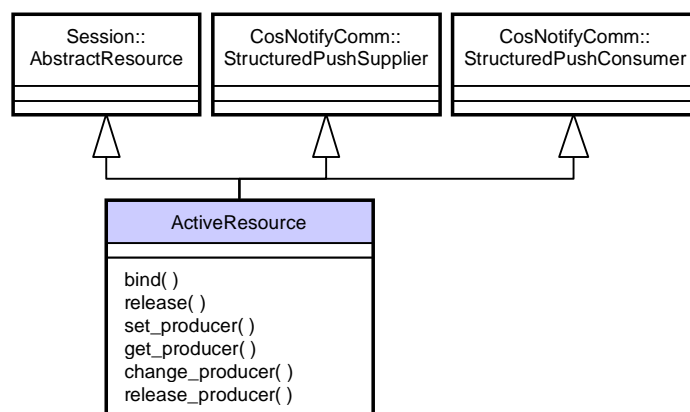 Session::
AbstractResource
CosNotifyComm::
StructuredPushSupplier
CosNotifyComm::
StructuredPushConsumer
ActiveResource
bind( )
release( )
set_producer( )
get_producer( )
change_producer( )
release_producer( )